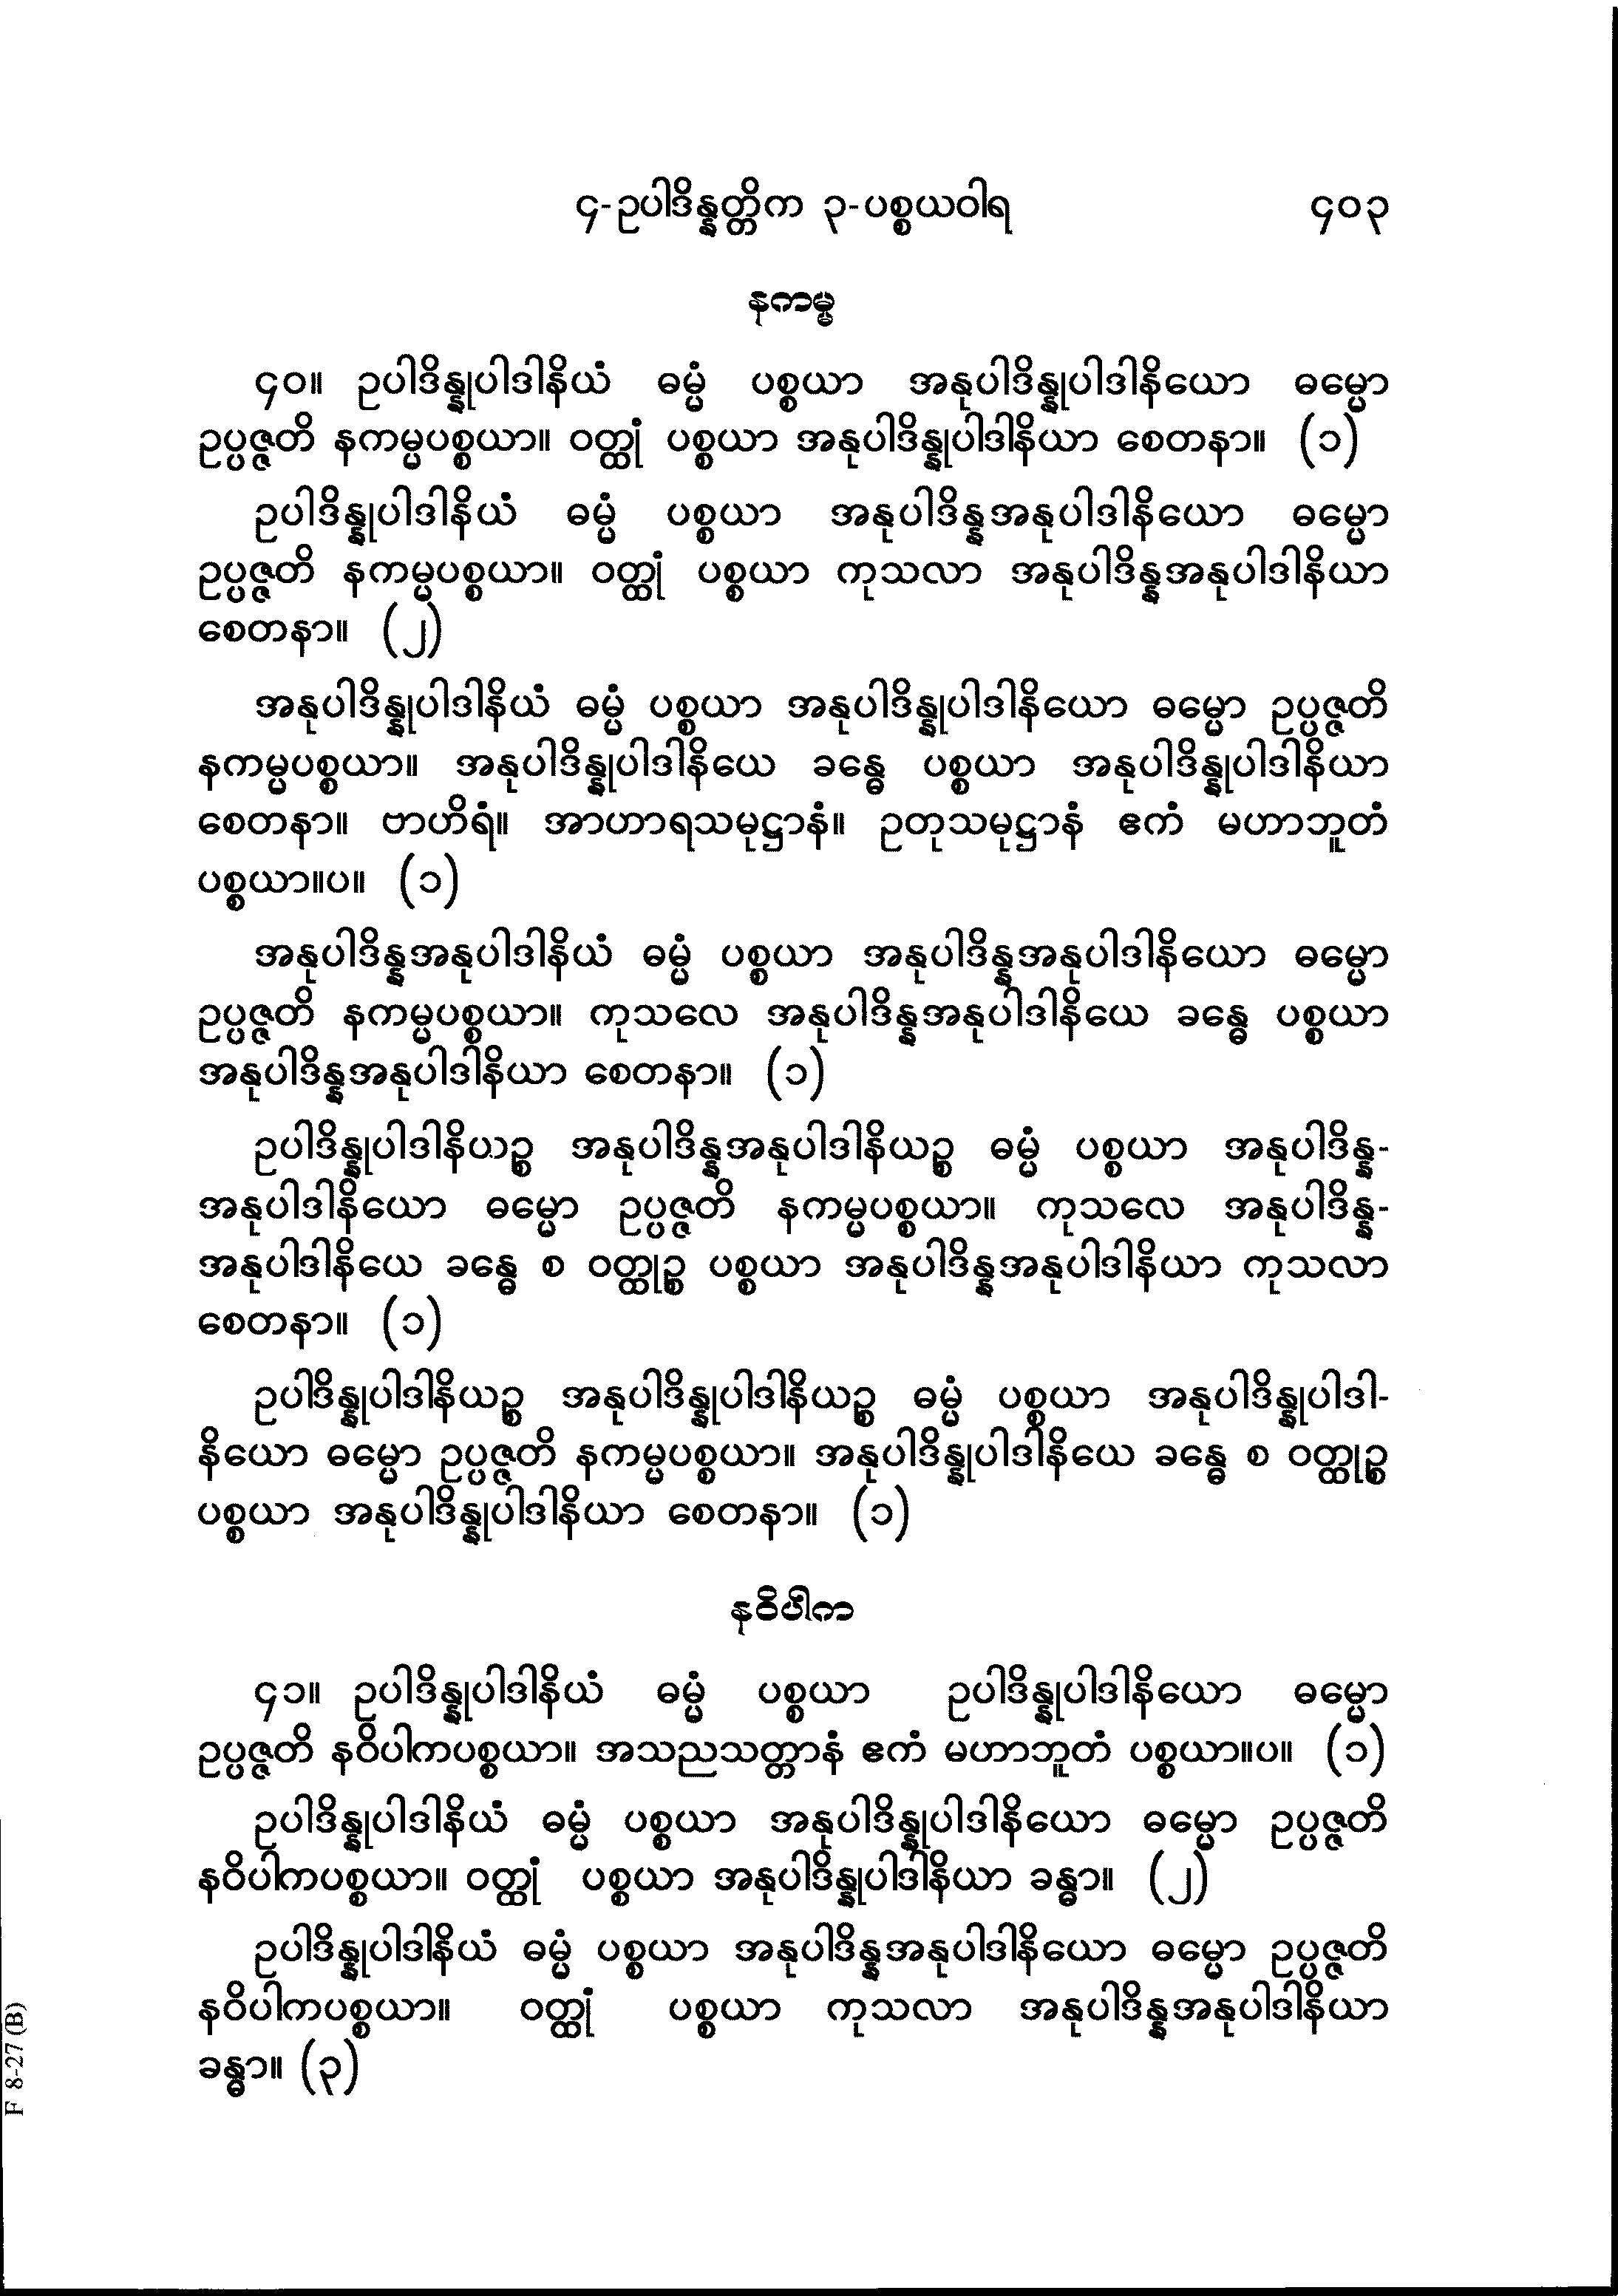 ၄-ဥပါဒိန္နတ္တိက ၃-ပစ္စယဝါရ ၄၀၃
နကမ္မ
၄၀။ ဥပါဒိန္နုပါဒါနိယံ ဓမ္မံ ပစ္စယာ အနုပါဒိန္နုပါဒါနိယော ဓမ္မော
ဥပ္ပဇ္ဇတိ နကမ္မပစ္စယာ။ ဝတ္ထုံ ပစ္စယာ အနုပါဒိန္နုပါဒါနိယာ စေတနာ။ (၁)
ဥပါဒိန္နုပါဒါနိယံ ဓမ္မံ ပစ္စယာ အနုပါဒိန္နအနုပါဒါနိယော ဓမ္မော
ဥပ္ပဇ္ဇတိ နကမ္မပစ္စယာ။ ဝတ္ထုံ ပစ္စယာ ကုသလာ အနုပါဒိန္နအနုပါဒါနိယာ
စေတနာ။ (၂)
အနုပါဒိန္နုပါဒါနိယံ ဓမ္မံ ပစ္စယာ အနုပါဒိန္နုပါဒါနိယော ဓမ္မော ဥပ္ပဇ္ဇတိ
နကမ္မပစ္စယာ။ အနုပါဒိန္နုပါဒါနိယေ ခန္ဓေ ပစ္စယာ အနုပါဒိန္နုပါဒါနိယာ
စေတနာ။ ဗာဟိရံ။ အာဟာရသမုဋ္ဌာနံ။ ဥတုသမုဋ္ဌာနံ ဧကံ မဟာဘူတံ
ပစ္စယာ။ပ။ (၁)
အနုပါဒိန္နအနုပါဒါနိယံ ဓမ္မံ ပစ္စယာ အနုပါဒိန္နအနုပါဒါနိယော ဓမ္မော
ဥပ္ပဇ္ဇတိ နကမ္မပစ္စယာ။ ကုသလေ အနုပါဒိန္နအနုပါဒါနိယေ ခန္ဓေ ပစ္စယာ
အနုပါဒိန္နအနုပါဒါနိယာ စေတနာ။ (၁)
ဥပါဒိန္နုပါဒါနိယဉ္စ အနုပါဒိန္နအနုပါဒါနိယဉ္စ ဓမ္မံ ပစ္စယာ အနုပါဒိန္န-
အနုပါဒါနိယော ဓမ္မော ဥပ္ပဇ္ဇတိ နကမ္မပစ္စယာ။ ကုသလေ အနုပါဒိန္န-
အနုပါဒါနိယေ ခန္ဓေ စ ဝတ္ထုဉ္စ ပစ္စယာ အနုပါဒိန္နအနုပါဒါနိယာ ကုသလာ
စေတနာ။ (၁)
ဥပါဒိန္နုပါဒါနိယဉ္စ အနုပါဒိန္နုပါဒါနိယဉ္စ ဓမ္မံ ပစ္စယာ အနုပါဒိန္နုပါဒါ-
နိယော ဓမ္မော ဥပ္ပဇ္ဇတိ နကမ္မပစ္စယာ။ အနုပါဒိန္နုပါဒါနိယေ ခန္ဓေ စ ဝတ္ထုဉ္စ
ပစ္စယာ အနုပါဒိန္နုပါဒါနိယာ စေတနာ။ (၁)
နဝိပါက
၄၁။ ဥပါဒိန္နုပါဒါနိယံ ဓမ္မံ ပစ္စယာ ဥပါဒိန္နုပါဒါနိယော ဓမ္မော
ဥပ္ပဇ္ဇတိ နဝိပါကပစ္စယာ။ အသညသတ္တာနံ ဧကံ မဟာဘူတံ ပစ္စယာ။ပ။ (၁)
ဥပါဒိန္နုပါဒါနိယံ ဓမ္မံ ပစ္စယာ အနုပါဒိန္နုပါဒါနိယော ဓမ္မော ဥပ္ပဇ္ဇတိ
နဝိပါကပစ္စယာ။ ဝတ္ထုံ ပစ္စယာ အနုပါဒိန္နုပါဒါနိယာ ခန္ဓာ။ (၂)
ဥပါဒိန္နုပါဒါနိယံ ဓမ္မံ ပစ္စယာ အနုပါဒိန္နအနုပါဒါနိယော ဓမ္မော ဥပ္ပဇ္ဇတိ
နဝိပါကပစ္စယာ။ ဝတ္ထုံ ပစ္စယာ ကုသလာ အနုပါဒိန္နအနုပါဒါနိယာ
ခန္ဓာ။ (၃)
F 8-27 (B)